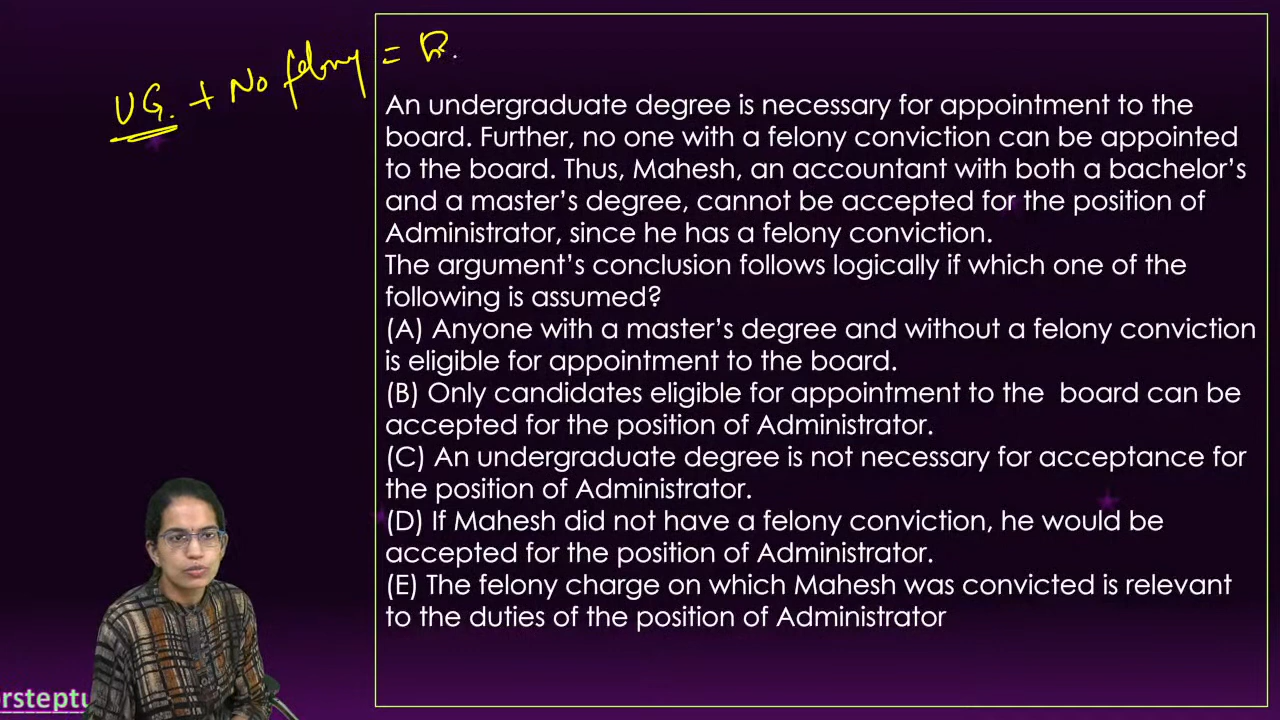 UG. + No felony = B.
An undergraduate degree is necessary for appointment to the
board. Further, no one with a felony conviction can be appointed
to the board. Thus, Mahesh, an accountant with both a bachelor's
and a master's degree, cannot be accepted for the position of
Administrator, since he has a felony conviction.
The argument's conclusion follows logically if which one of the
following is assumed?
(A) Anyone with a master's degree and without a felony conviction
is eligible for appointment to the board.
(B) Only candidates eligible for appointment to the board can be
accepted for the position of Administrator.
(C) An undergraduate degree is not necessary for acceptance for
the position of Administrator.
(D) If Mahesh did not have a felony conviction, he would be
accepted for the position of Administrator.
(E) The felony charge on which Mahesh was convicted is relevant
to the duties of the position of Administrator